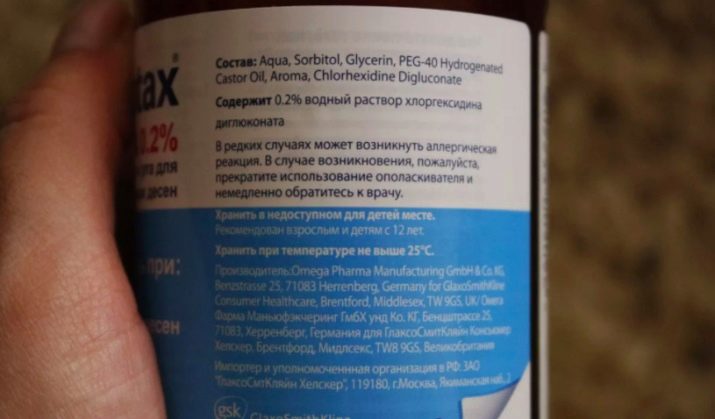 tax®
0.2%
для
десен
при:
Состав: Aqua, Sorbitol, Glycerin, PEG-40 Hydrogenated
Castor Oil, Aroma, Chlorhexidine Digluconate
Содержит 0.2% водный раствор хлоргексидина
диглюконата
В редких случаях может возникнуть аллергическая
реакция. В случае возникновения, пожалуйста,
прекратите использование ополаскивателя и
немедленно обратитесь к врачу.
Хранить в недоступном для детей месте.
Рекомендован взрослым и детям с 12 лет.
Хранить при температуре не выше 25°C.
Производитель:Omega Pharma Manufacturing GmbH & Co. KG,
Benzstrasse 25, 71083 Herrenberg, Germany for GlaxoSmithKline
Consumer Healthcare, Brentford, Middlesex, TW 9GS, UK/ Омега
Фарма Маньюфэкчеринг ГмбХ унд Ко. КГ, Бенцштрассе 25,
71083, Херренберг, Германия для ГлаксоСмитКляйн Консьюмер
Хелскер, Брентфорд, Мидлсекс, TW8 9GS, Великобритания
Импортер и уполномоченная организация в РФ: ЗАО
"ГлаксоСмитКляйн Хелскер", 119180, г.Москва, Якиманская наб., 2
gsk GlaxoSmithKline